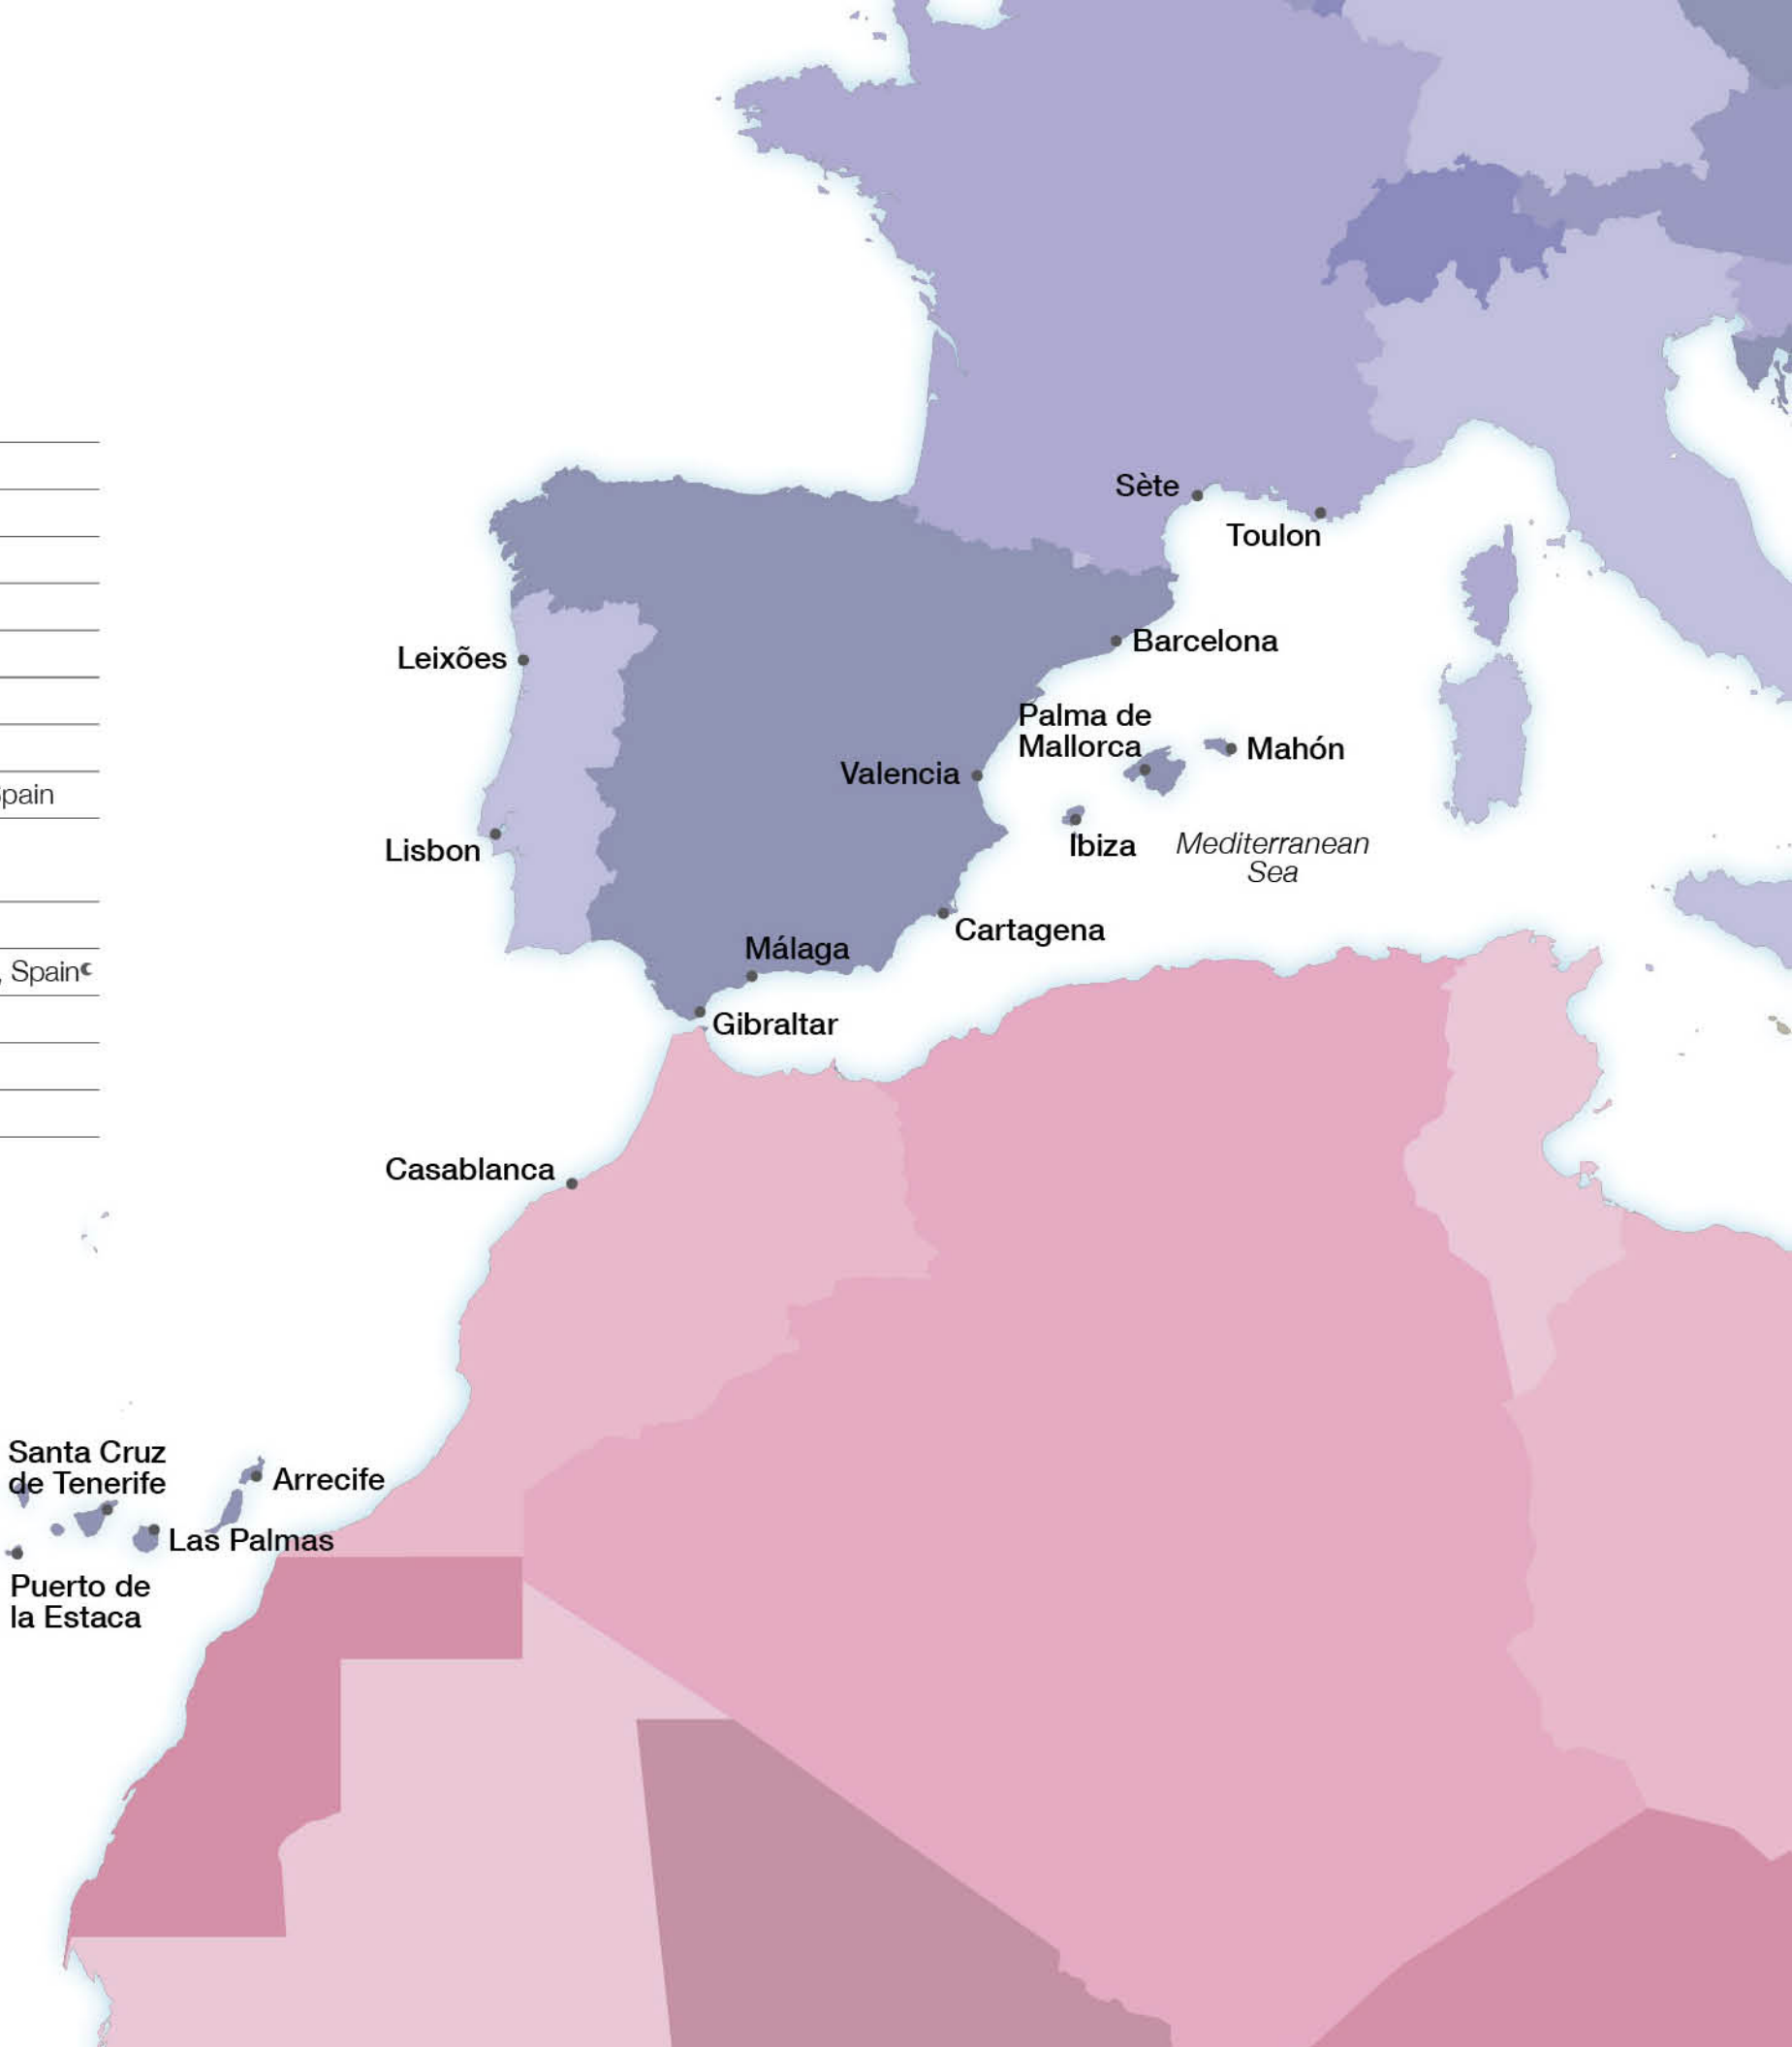 Sète
Toulon
Leixões
Barcelona
Palma de
Mallorca
Mahón
Valencia
Spain
Lisbon
Ibiza
Mediterranean
Sea
Cartagena
Málaga
, Spain
Gibraltar
Casablanca
Santa Cruz
de Tenerife
Arrecife
Las Palmas
Puerto de
la Estaca